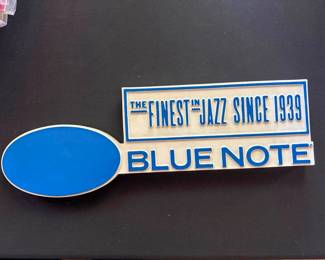 THE FINEST IN JAZZ SINCE 1939
BLUE NOTE